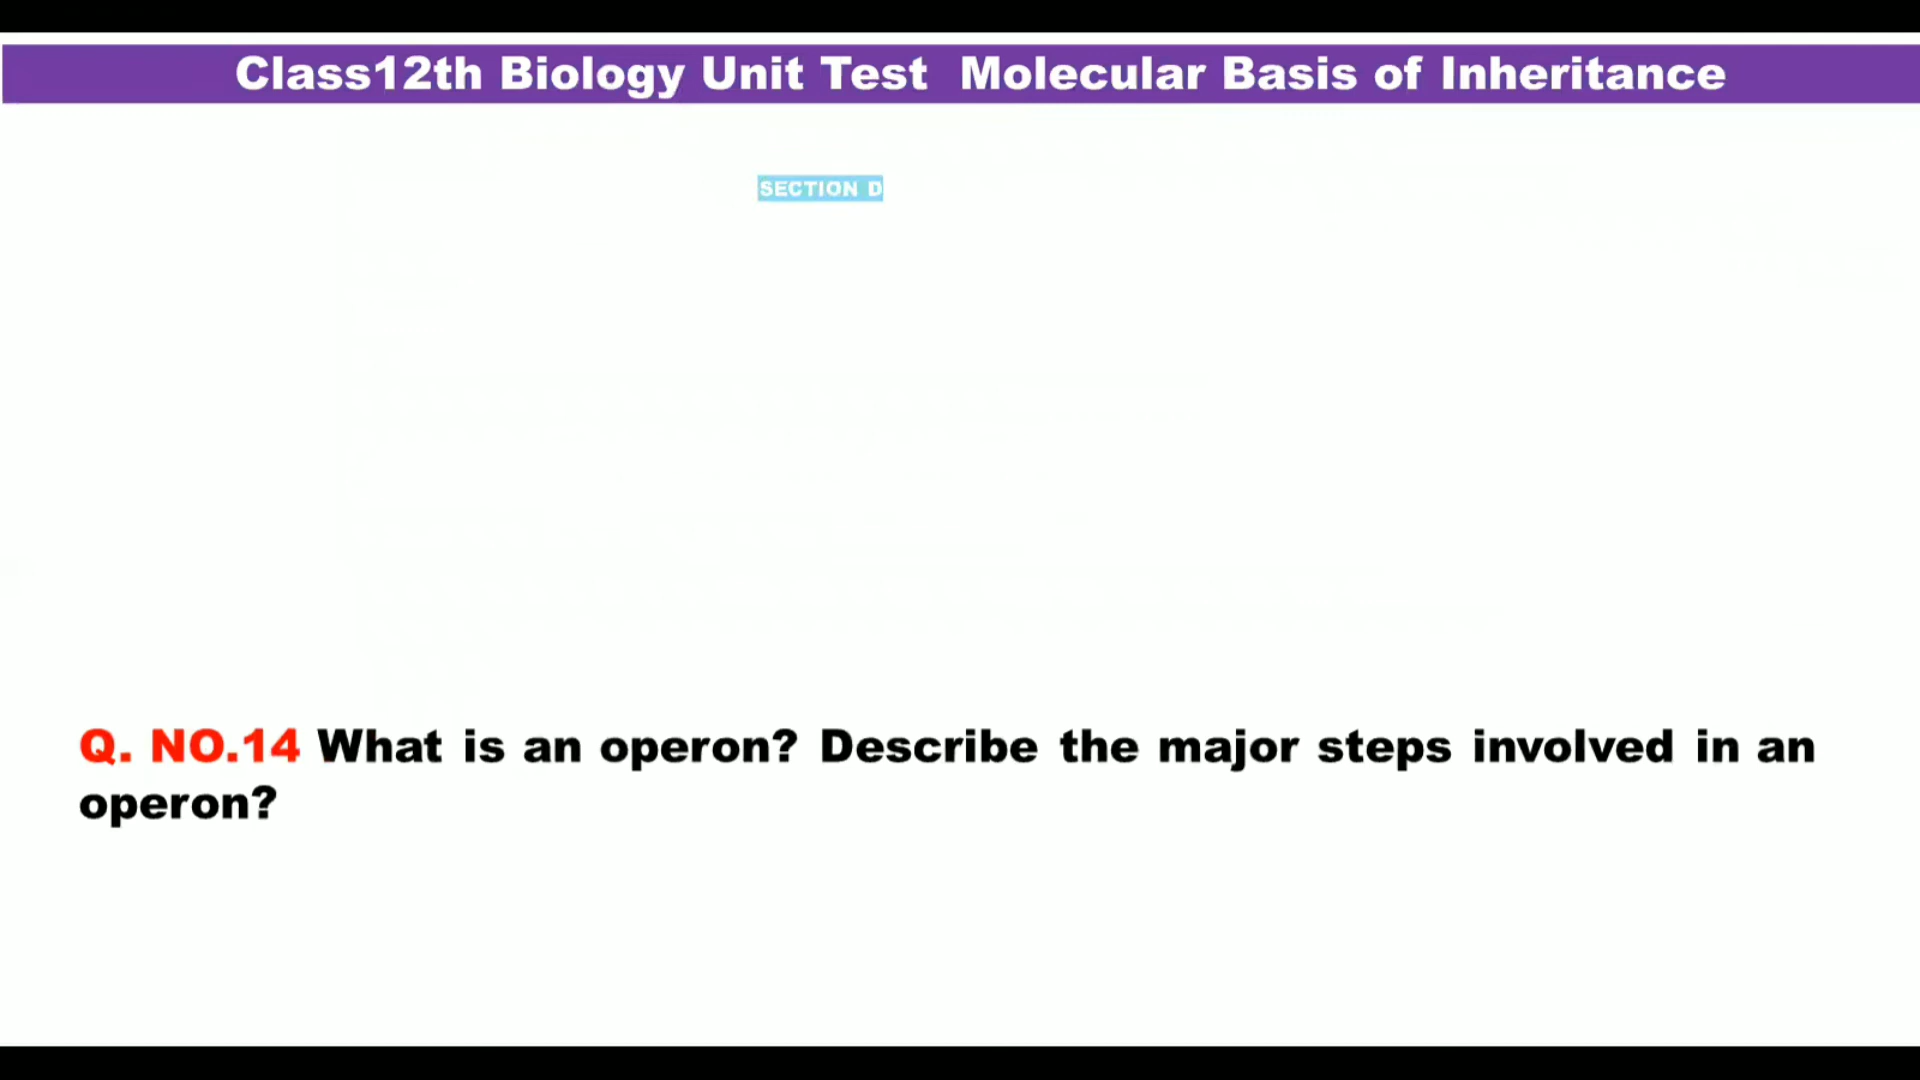 Class12th Biology Unit Test Molecular Basis of Inheritance
SECTION D
Q. NO.14 What is an operon? Describe the major steps involved in an
operon?